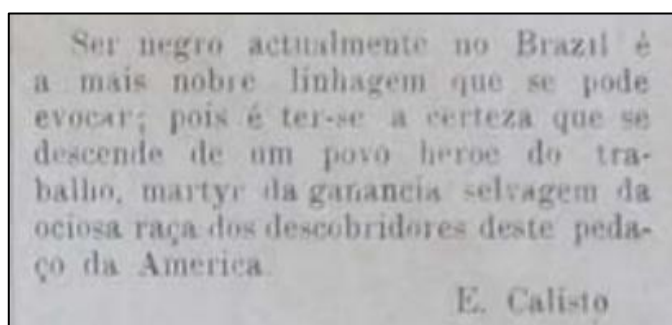 Ser negro actualmente no Brazil é
a mais nobre linhagem que se pode
evocar; pois é ter-se a certeza que se
descende de um povo heroe do tra-
balho, martyr da ganancia selvagem da
ociosa raça dos descobridores deste peda-
ço da America
E. Calisto